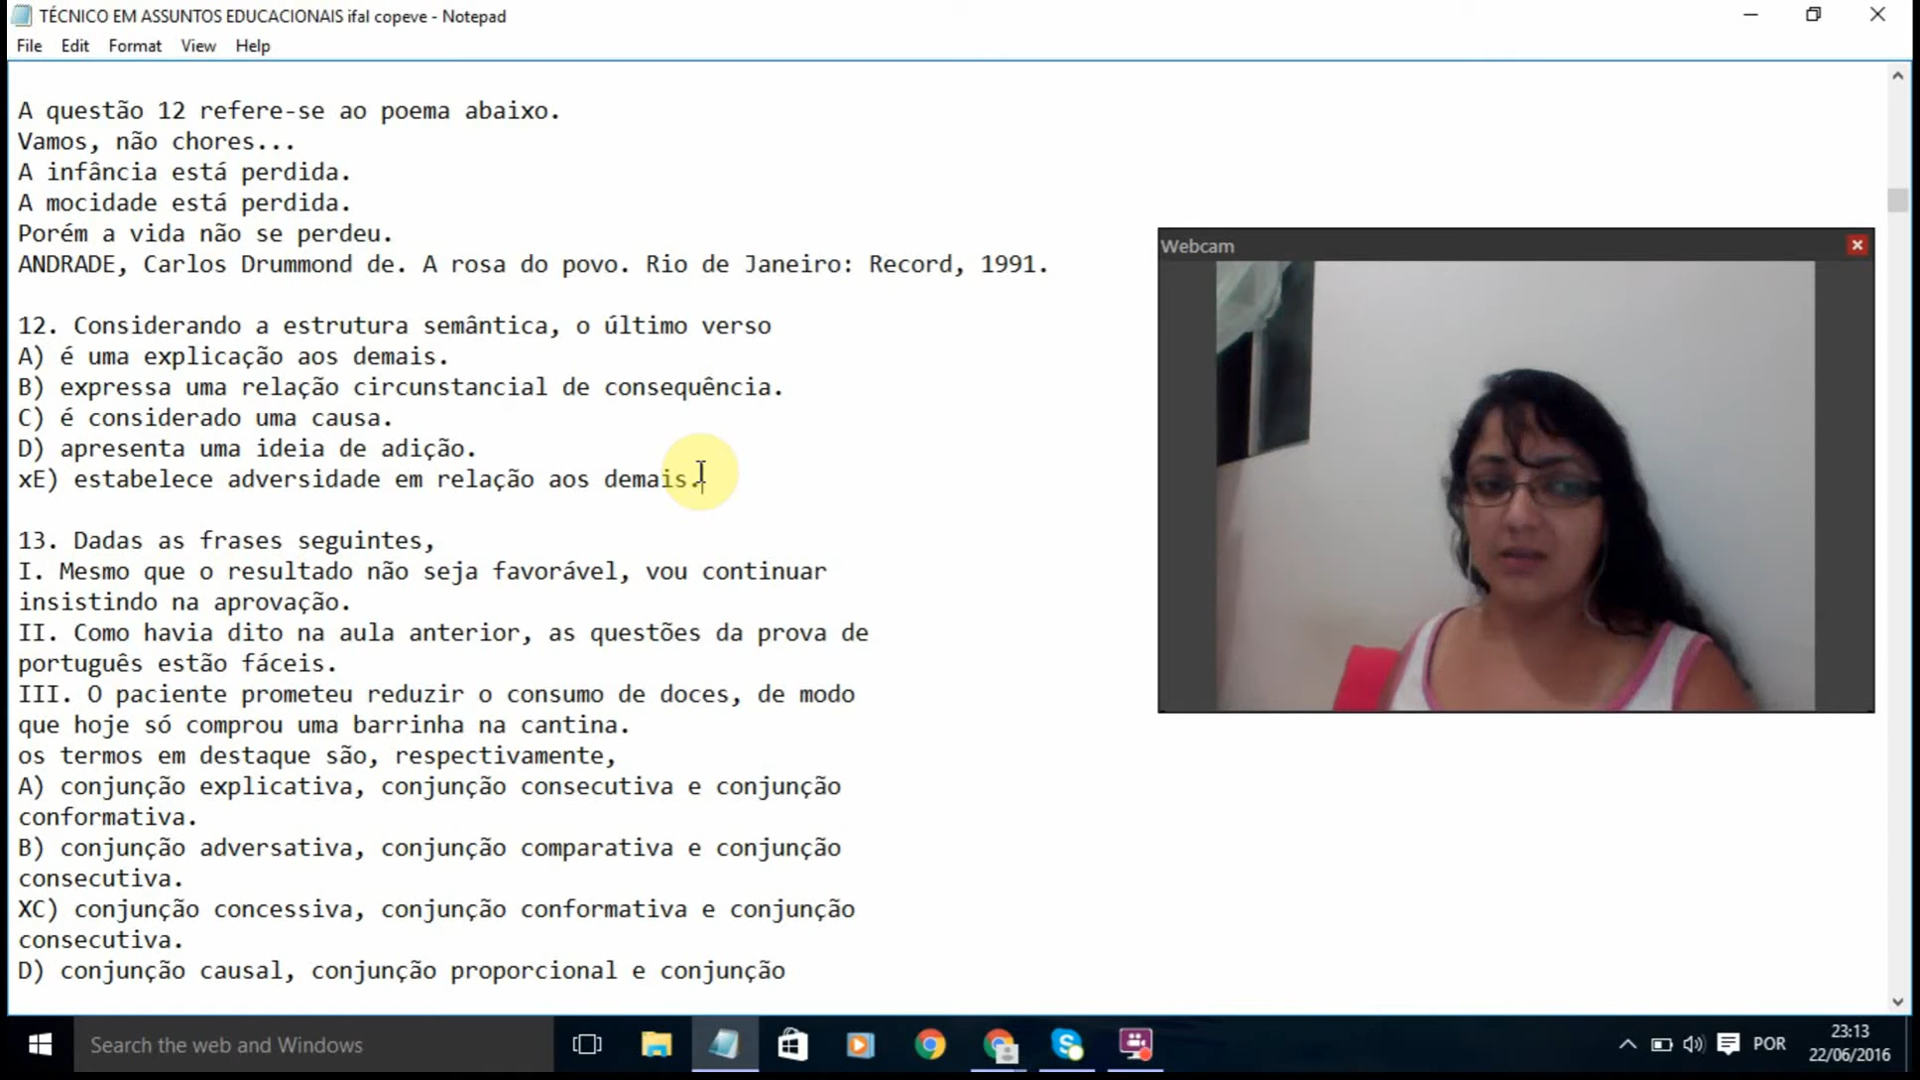 TÉCNICO EM ASSUNTOS EDUCACIONAIS ifal copeve - Notepad
File Edit Format View Help
A questão 12 refere-se ao poema abaixo.
Vamos, não chores...
A infância está perdida.
A mocidade está perdida.
Porém a vida não se perdeu.
ANDRADE, Carlos Drummond de. A rosa do povo. Rio de Janeiro: Record, 1991.
12. Considerando a estrutura semântica, o último verso
A) é uma explicação aos demais.
B) expressa uma relação circunstancial de consequência.
C) é considerado uma causa.
D) apresenta uma ideia de adição.
xE) estabelece adversidade em relação aos demais.
13. Dadas as frases seguintes,
I. Mesmo que o resultado não seja favorável, vou continuar
insistindo na aprovação.
II. Como havia dito na aula anterior, as questões da prova de
português estão fáceis.
III. O paciente prometeu reduzir o consumo de doces, de modo
que hoje só comprou uma barrinha na cantina.
os termos em destaque são, respectivamente,
A) conjunção explicativa, conjunção consecutiva e conjunção
conformativa.
B) conjunção adversativa, conjunção comparativa e conjunção
consecutiva.
XC) conjunção concessiva, conjunção conformativa e conjunção
consecutiva.
D) conjunção causal, conjunção proporcional e conjunção
Webcam
Search the web and Windows
POR
23:13
22/06/2016